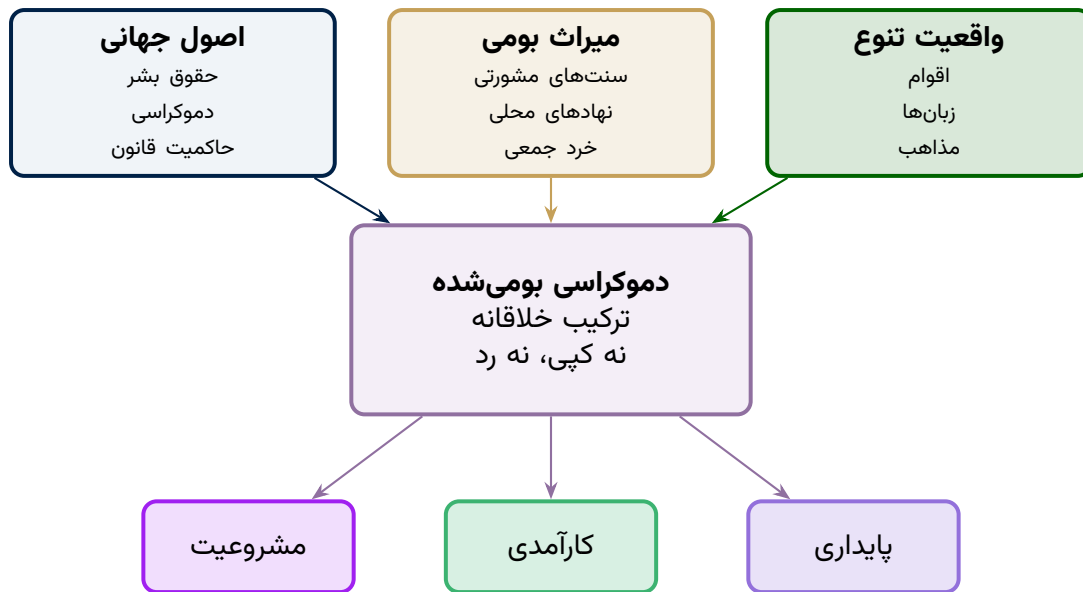 واقعیت تنوع
اقوام
زبان‌ها
مذاهب
میراث بومی
سنت‌های مشورتی
نهادهای محلی
خرد جمعی
اصول جهانی
حقوق بشر
دموکراسی
حاکمیت قانون
دموکراسی بومی‌شده
ترکیب خلاقانه
نه کپی، نه رد
پایداری
کارآمدی
مشروعیت